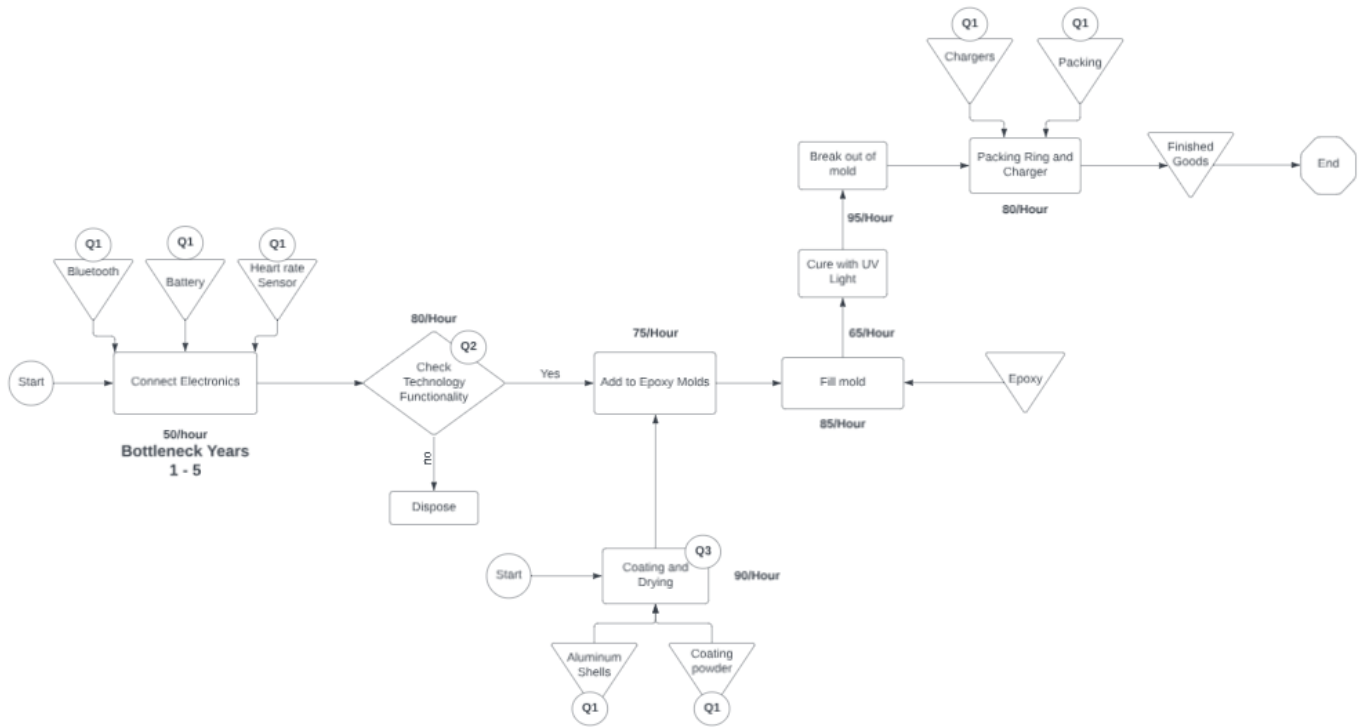 Q1
Q1
Chargers
Packing
Break out of
mold
Packing Ring and
Charger
Finished
Goods
End
80/Hour
95/Hour
Q1
Q1
Q1
Bluetooth
Battery
Heart rate
Sensor
Cure with UV
Light
80/Hour
Q2
75/Hour
65/Hour
Start
Connect Electronics
Check
Technology
Functionality
Yes
Add to Epoxy Molds
Fill mold
Epoxy
85/Hour
50/hour
Bottleneck Years
1 - 5
no
Dispose
Start
Coating and
Drying
Q3
90/Hour
Aluminum
Shells
Coating
powder
Q1
Q1